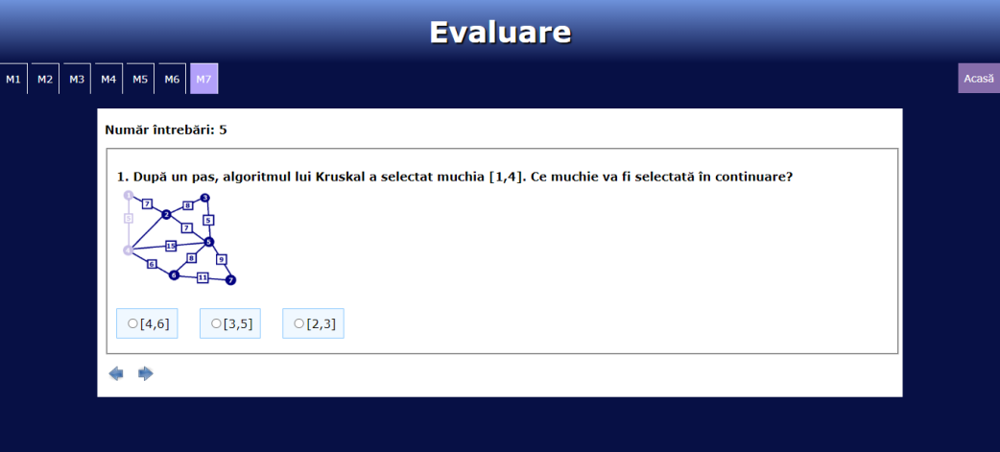 Evaluare
M1 M2 M3 M4 M5 M6 M7 Acasă
Număr întrebări: 5
1. După un pas, algoritmul lui Kruskal a selectat muchia [1,4]. Ce muchie va fi selectată în continuare?
1 3
7 8
2
5
7
4 15 5
6 8 9
6 11 7
[4,6] [3,5] [2,3]